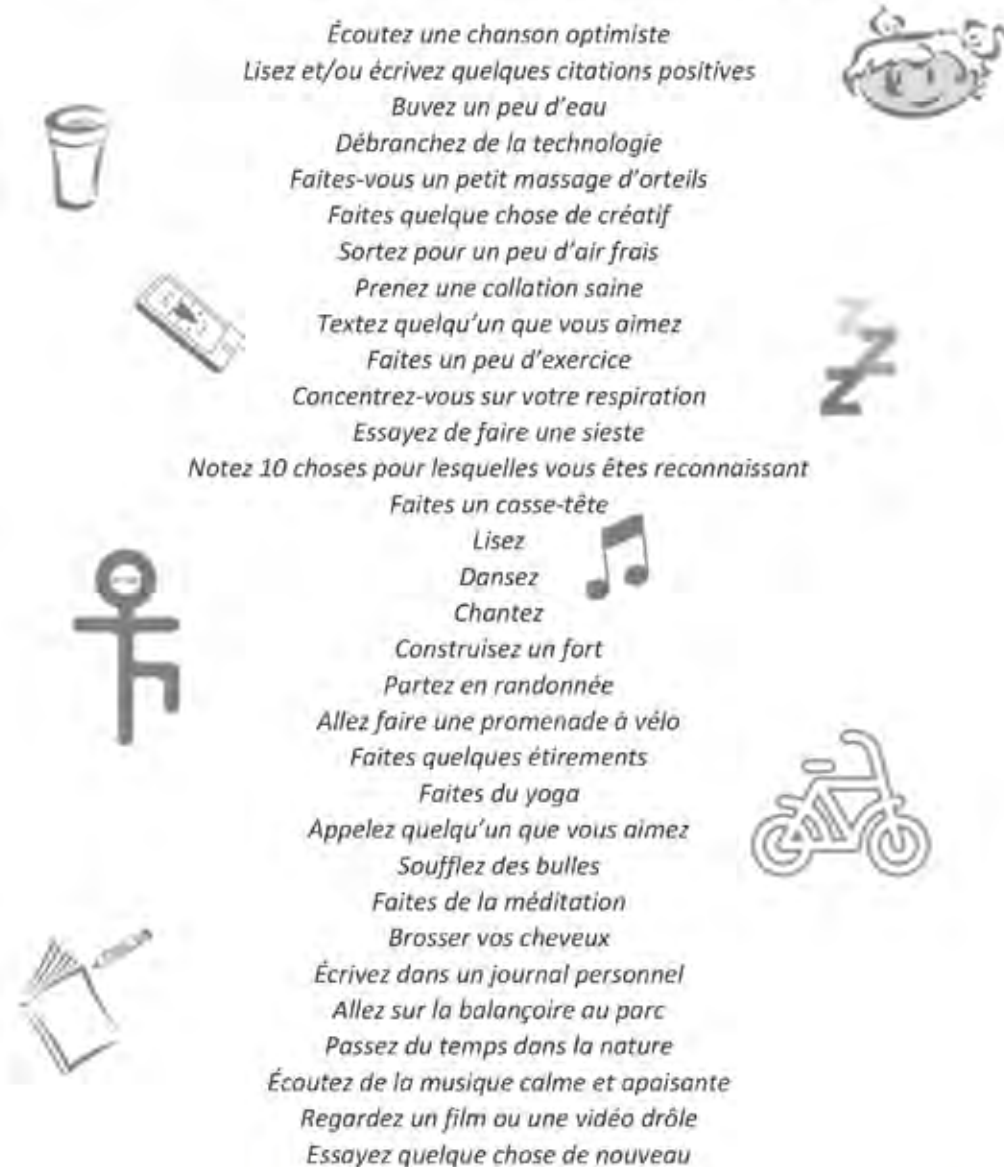 Écoutez une chanson optimiste
Lisez et/ou écrivez quelques citations positives
Buvez un peu d'eau
Débranchez de la technologie
Faites-vous un petit massage d'orteils
Faites quelque chose de créatif
Sortez pour un peu d'air frais
Prenez une collation saine
Textez quelqu'un que vous aimez
Faites un peu d'exercice
Concentrez-vous sur votre respiration
Essayez de faire une sieste
Notez 10 choses pour lesquelles vous êtes reconnaissant
Faites un casse-tête
Lisez
Dansez
Chantez
Construisez un fort
Partez en randonnée
Allez faire une promenade à vélo
Faites quelques étirements
Faites du yoga
Appelez quelqu'un que vous aimez
Soufflez des bulles
Faites de la méditation
Brosser vos cheveux
Écrivez dans un journal personnel
Allez sur la balançoire au parc
Passez du temps dans la nature
Écoutez de la musique calme et apaisante
Regardez un film ou une vidéo drôle
Essayez quelque chose de nouveau
zzz